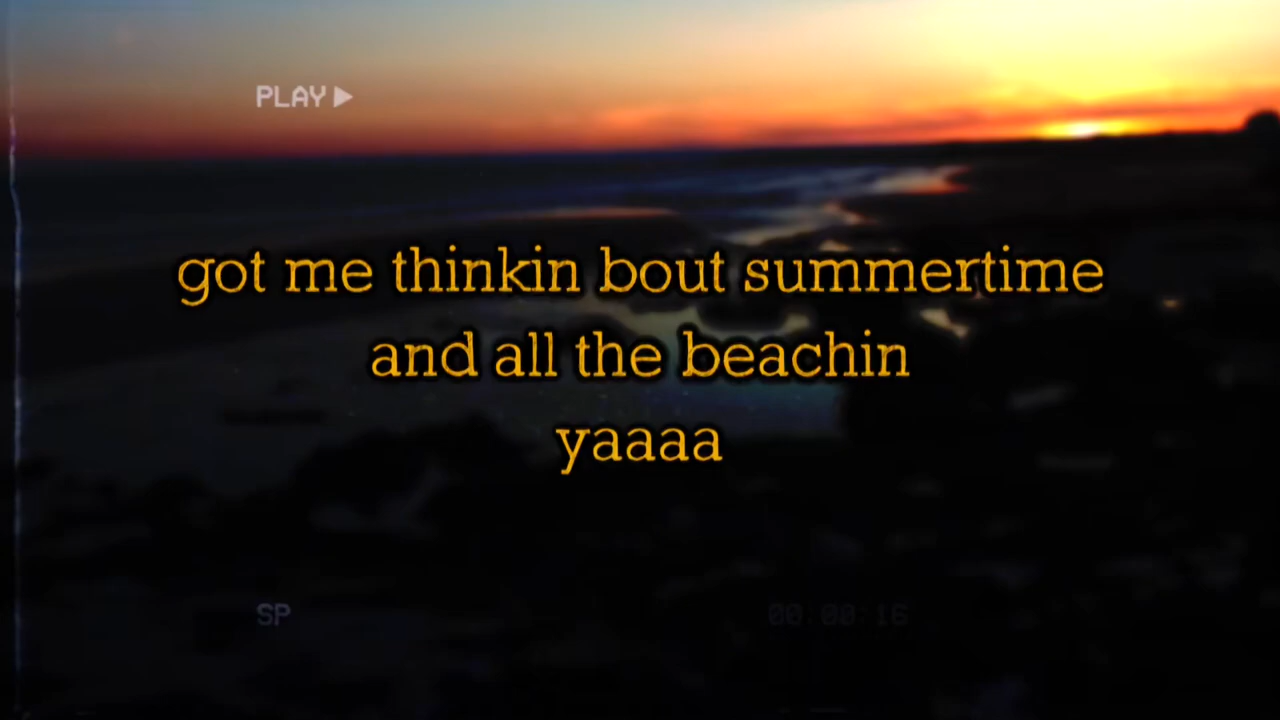 PLAY
got me thinkin bout summertime
and all the beachin
yaaaa
SP
00:00:16